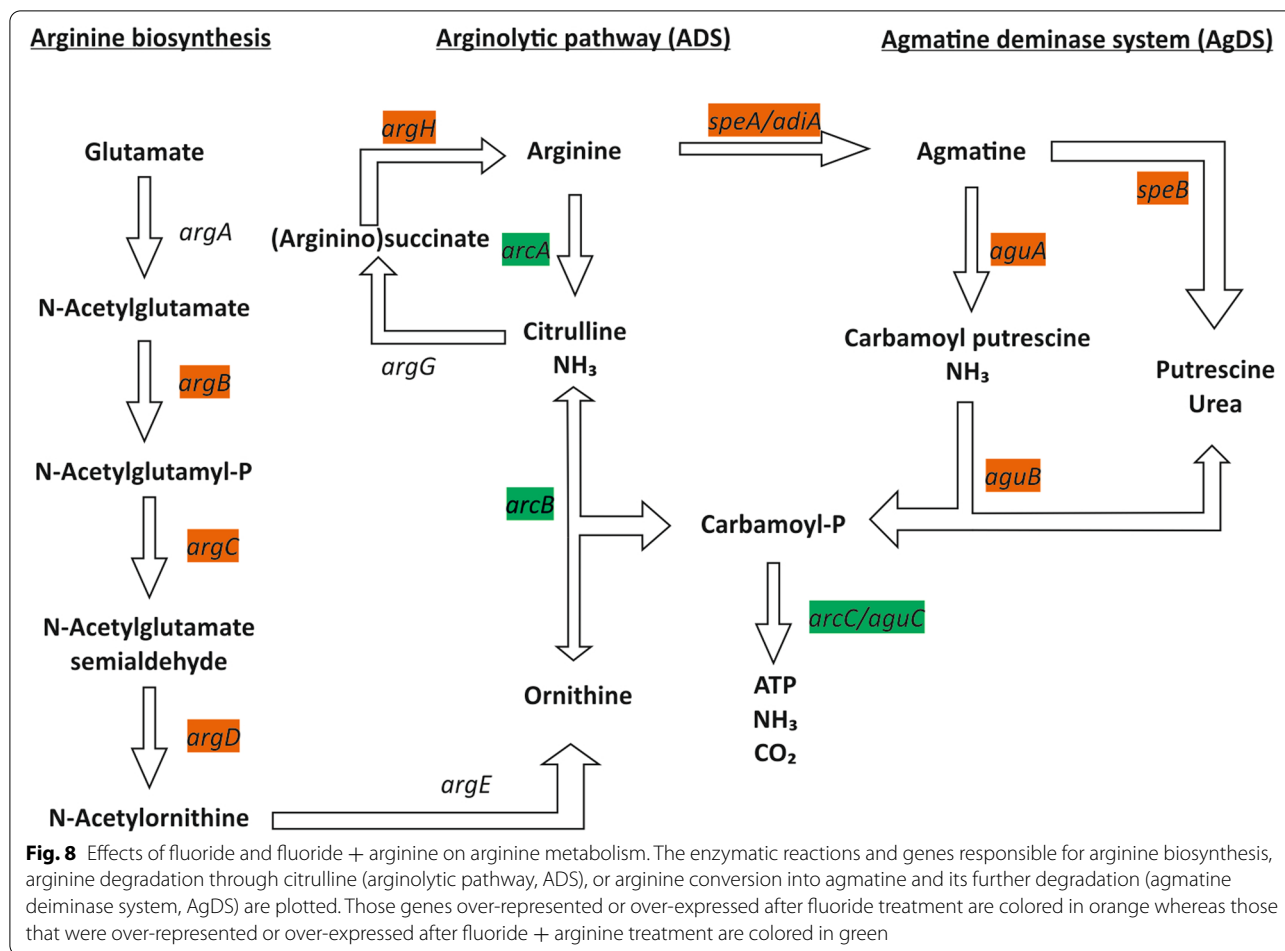 Arginine biosynthesis
Arginolytic pathway (ADS)
Agmatine deminase system (AgDS)
Glutamate
argA
N-Acetylglutamate
argB
N-Acetylglutamyl-P
argC
N-Acetylglutamate
semialdehyde
argD
N-Acetylornithine
argE
argH
Arginine
(Arginino)succinate
arcA
argG
Citrulline
NH₃
arcB
Ornithine
Carbamoyl-P
arcC/aguC
ATP
NH₃
CO₂
speA/adiA
Agmatine
speB
aguA
Carbamoyl putrescine
NH₃
aguB
Putrescine
Urea
Fig. 8 Effects of fluoride and fluoride + arginine on arginine metabolism. The enzymatic reactions and genes responsible for arginine biosynthesis,
arginine degradation through citrulline (arginolytic pathway, ADS), or arginine conversion into agmatine and its further degradation (agmatine
deiminase system, AgDS) are plotted. Those genes over-represented or over-expressed after fluoride treatment are colored in orange whereas those
that were over-represented or over-expressed after fluoride + arginine treatment are colored in green